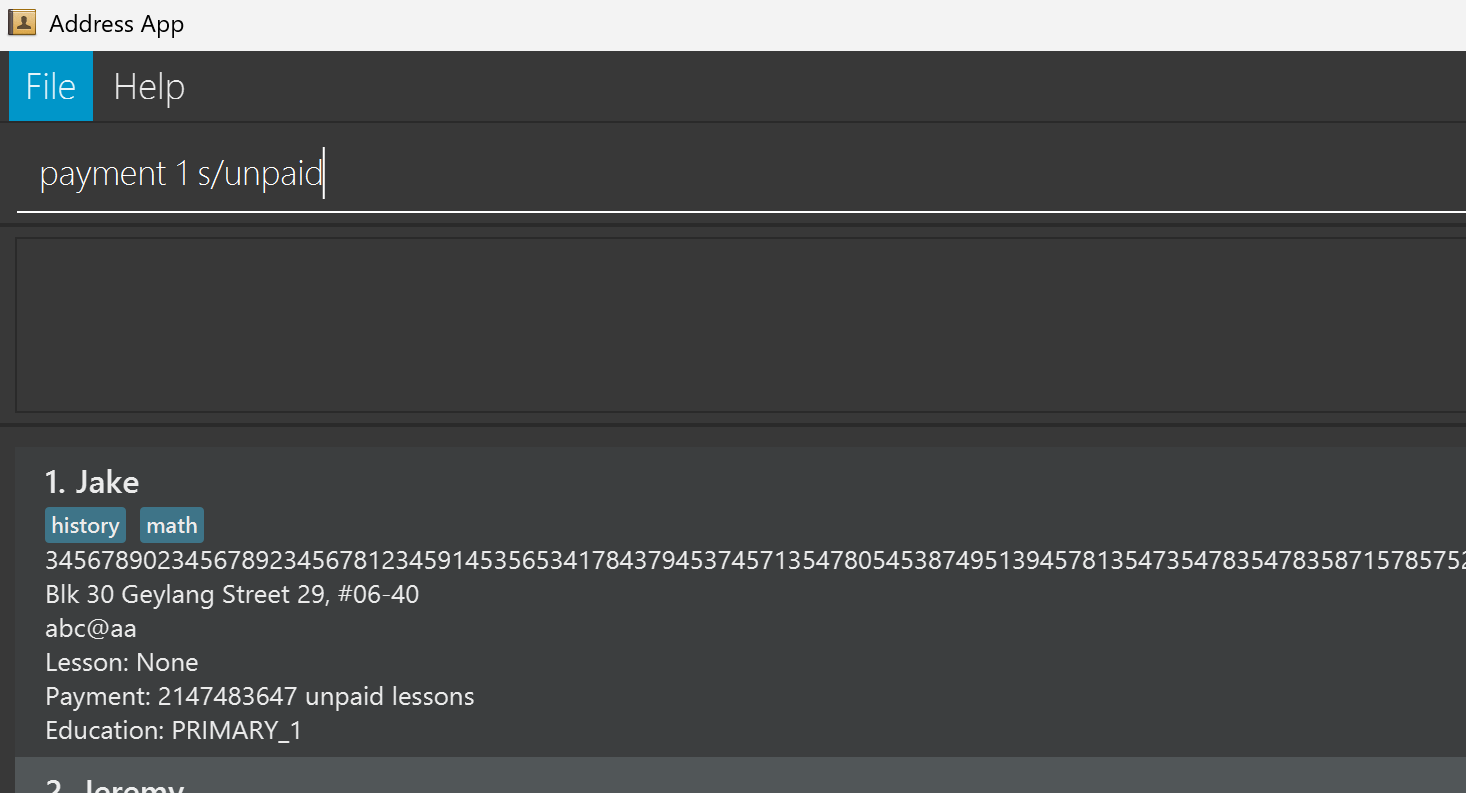 Address App
File Help
payment 1 s/unpaid
1. Jake
history math
Blk 30 Geylang Street 29, #06-40
abc@aa
Lesson: None
Payment: 2147483647 unpaid lessons
Education: PRIMARY_1
2. Jeremy